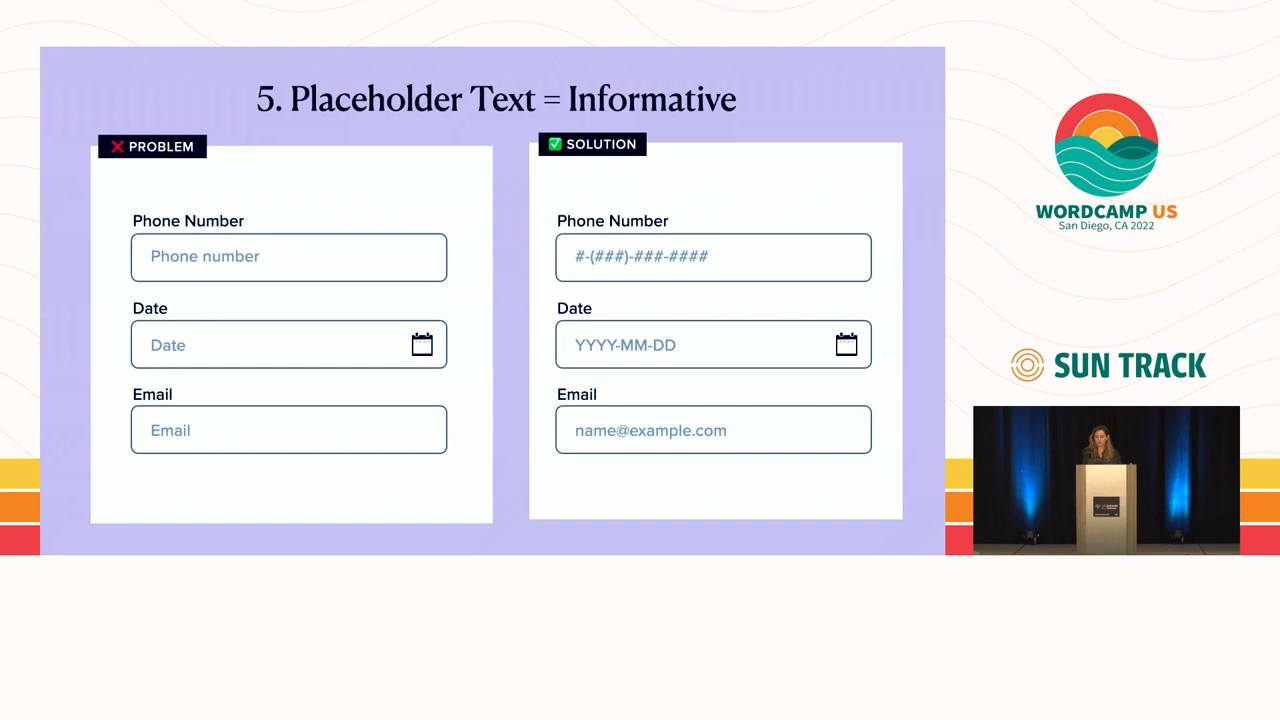 5. Placeholder Text = Informative
❌ PROBLEM
Phone Number
Phone number
Date
Date
Email
Email
✅ SOLUTION
Phone Number
#-(###)-###-####
Date
YYYY-MM-DD
Email
name@example.com
WORDCAMP US
San Diego, CA 2022
SUN TRACK